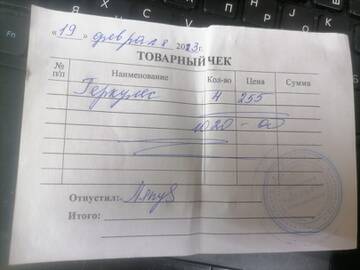 «19» февраля 2023г.
ТОВАРНЫЙ ЧЕК
№ п/п Наименование Кол-во Цена Сумма
Геркулес 4 255
1020-00
Отпустил:
Итого: